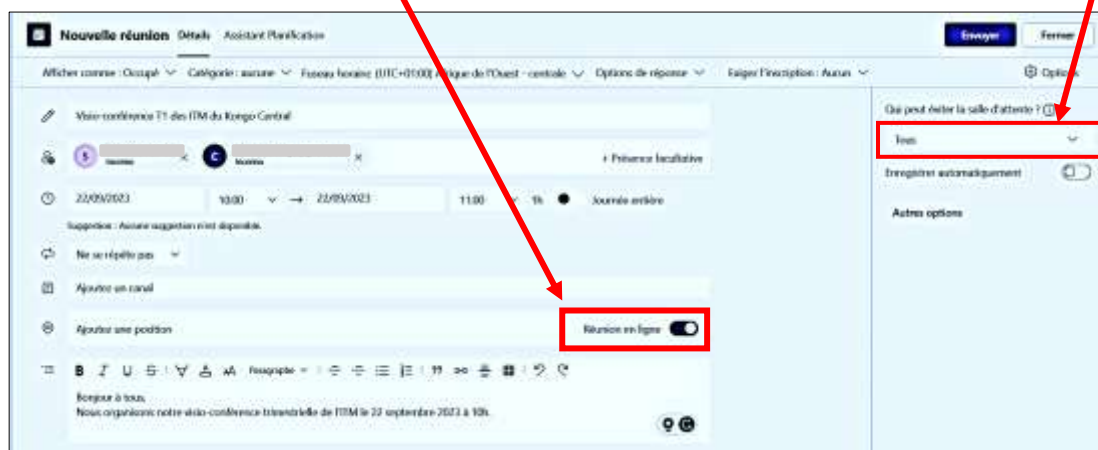 Nouvelle réunion Détails Assistant Planification Envoyer Fermer
Afficher comme : Occupé Catégorie : aucune Fuseau horaire (UTC+01:00) Afrique de l'Ouest - centrale Options de réponse Exiger l'inscription : Aucun Options
Visio-conférence T1 des ITM du Kongo Central
S × C × + Présence facultative
22/09/2023 10:00 → 22/09/2023 11:00 1h Journée entière
Suggestion : Aucune suggestion n'est disponible.
Ne se répète pas
Ajoutez un canal
Ajoutez une position Réunion en ligne
B I U S Paragraphe
Bonjour à tous,
Nous organisons notre visio-conférence trimestrielle de l'ITM le 22 septembre 2023 à 10h.
Qui peut éviter la salle d'attente ?
Tous
Enregistrer automatiquement
Autres options